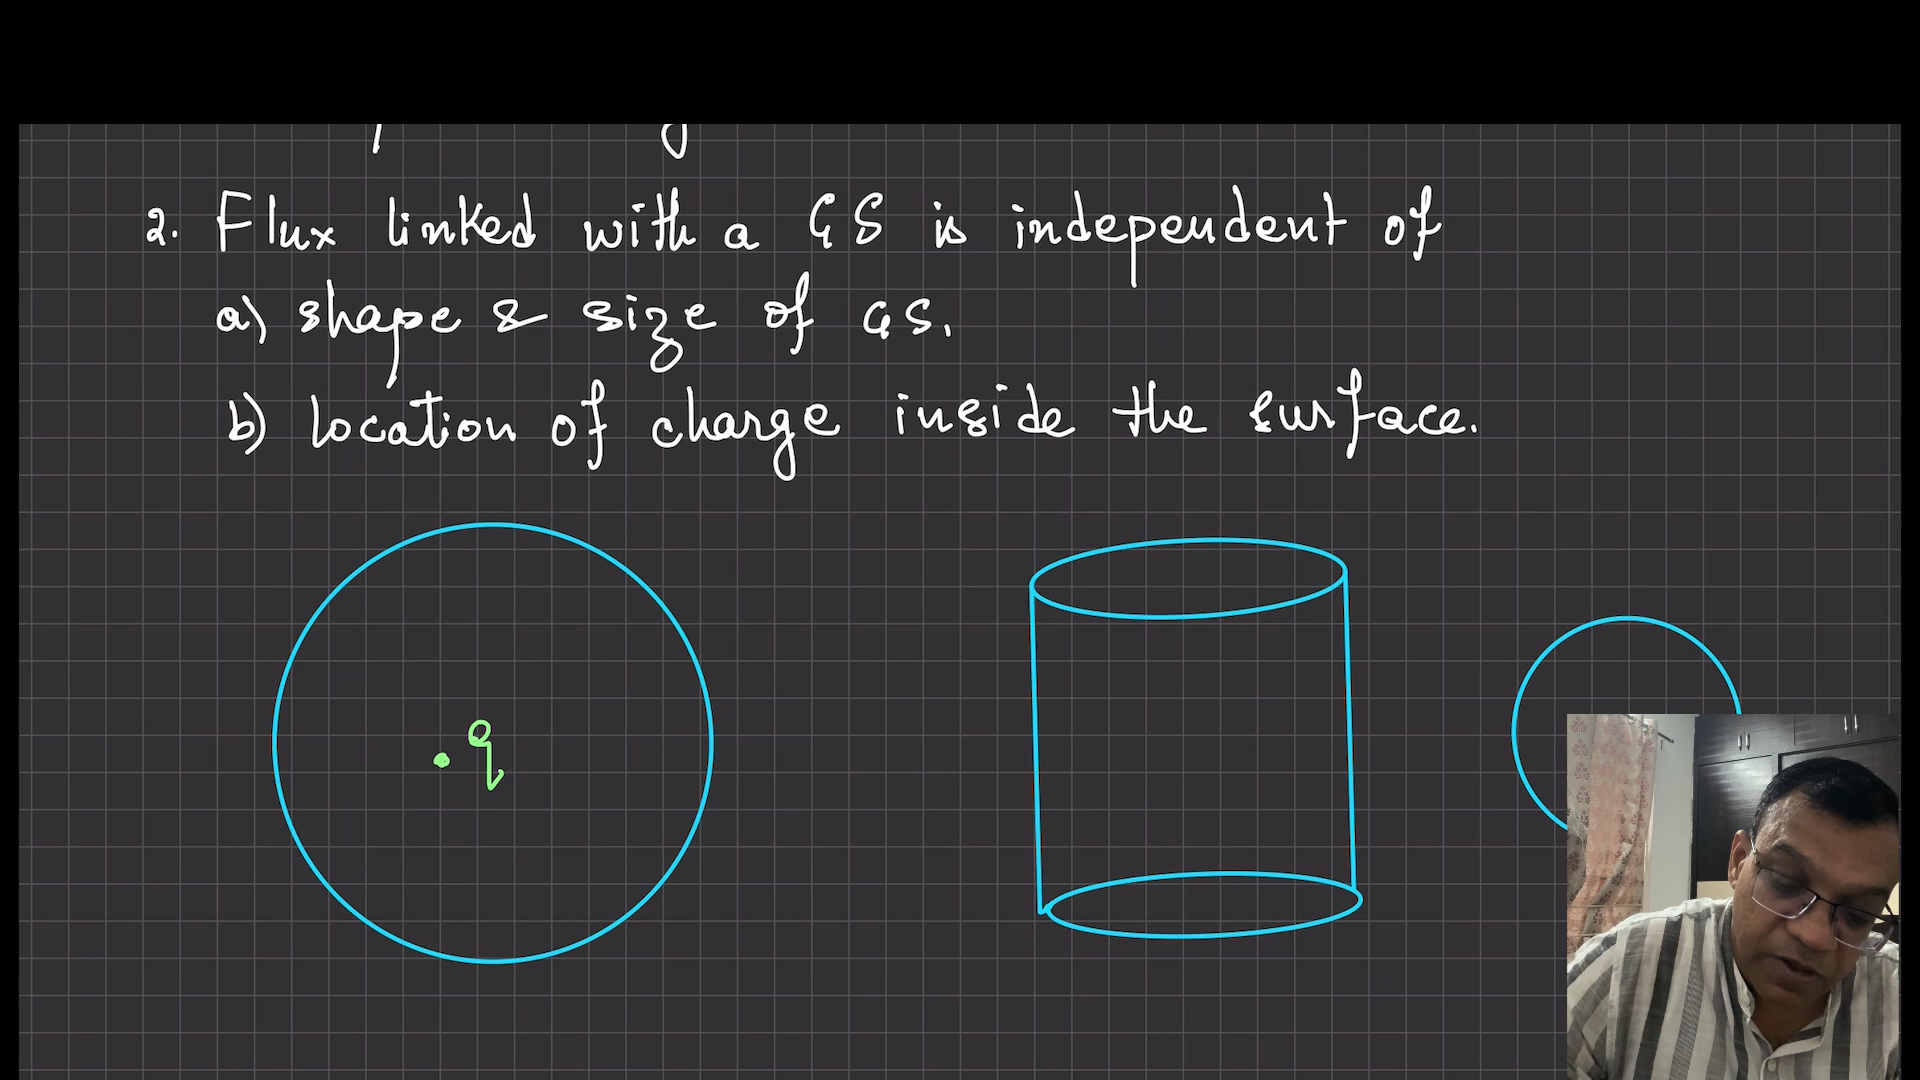 2. Flux linked with a GS is independent of
a) shape & size of GS.
b) location of charge inside the surface.
q